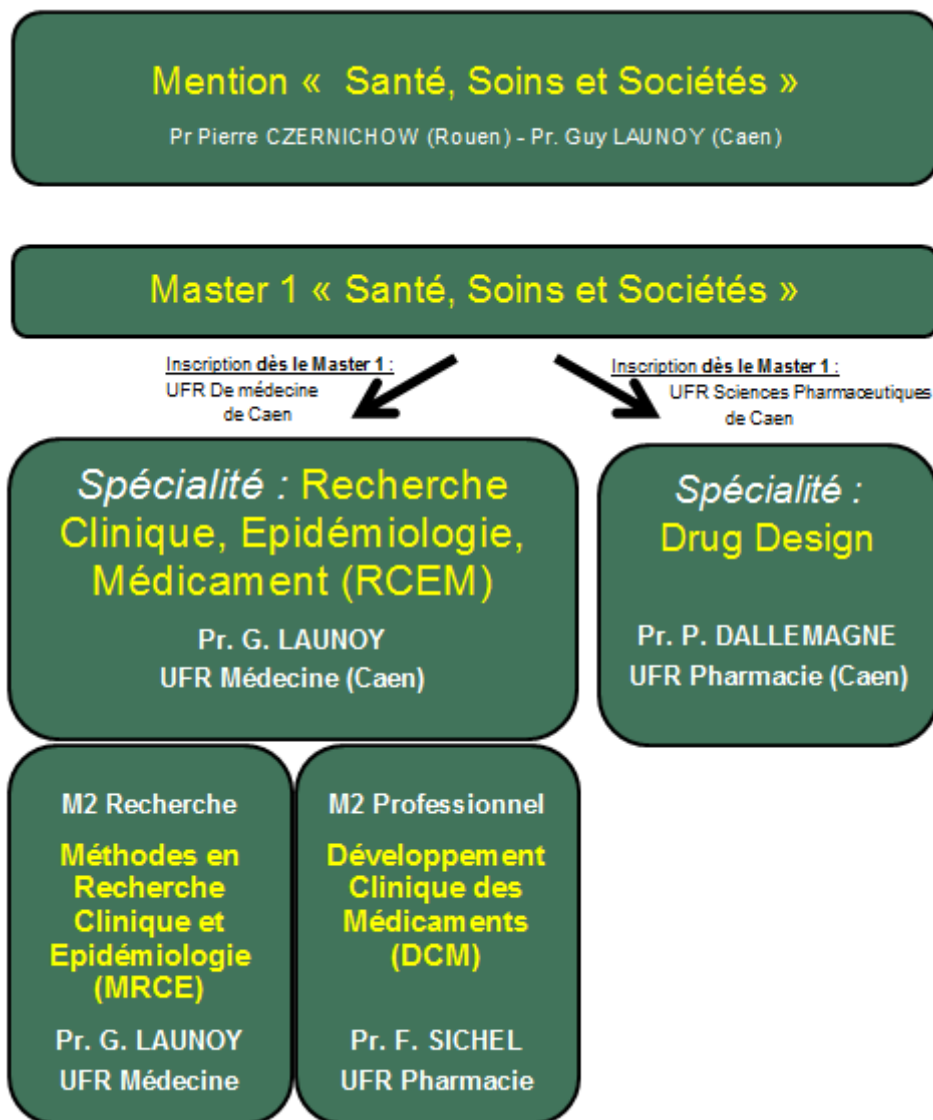 Mention «  Santé, Soins et Sociétés »
Pr Pierre CZERNICHOW (Rouen) - Pr. Guy LAUNOY (Caen)
Master 1 « Santé, Soins et Sociétés »
Inscription dès le Master 1 :
UFR De médecine
de Caen
Inscription dès le Master 1 :
UFR Sciences Pharmaceutiques
de Caen
Spécialité : Recherche
Clinique, Epidémiologie,
Médicament (RCEM)
Pr. G. LAUNOY
UFR Médecine (Caen)
Spécialité :
Drug Design
Pr. P. DALLEMAGNE
UFR Pharmacie (Caen)
M2 Recherche
Méthodes en
Recherche
Clinique et
Epidémiologie
(MRCE)
Pr. G. LAUNOY
UFR Médecine
M2 Professionnel
Développement
Clinique des
Médicaments
(DCM)
Pr. F. SICHEL
UFR Pharmacie